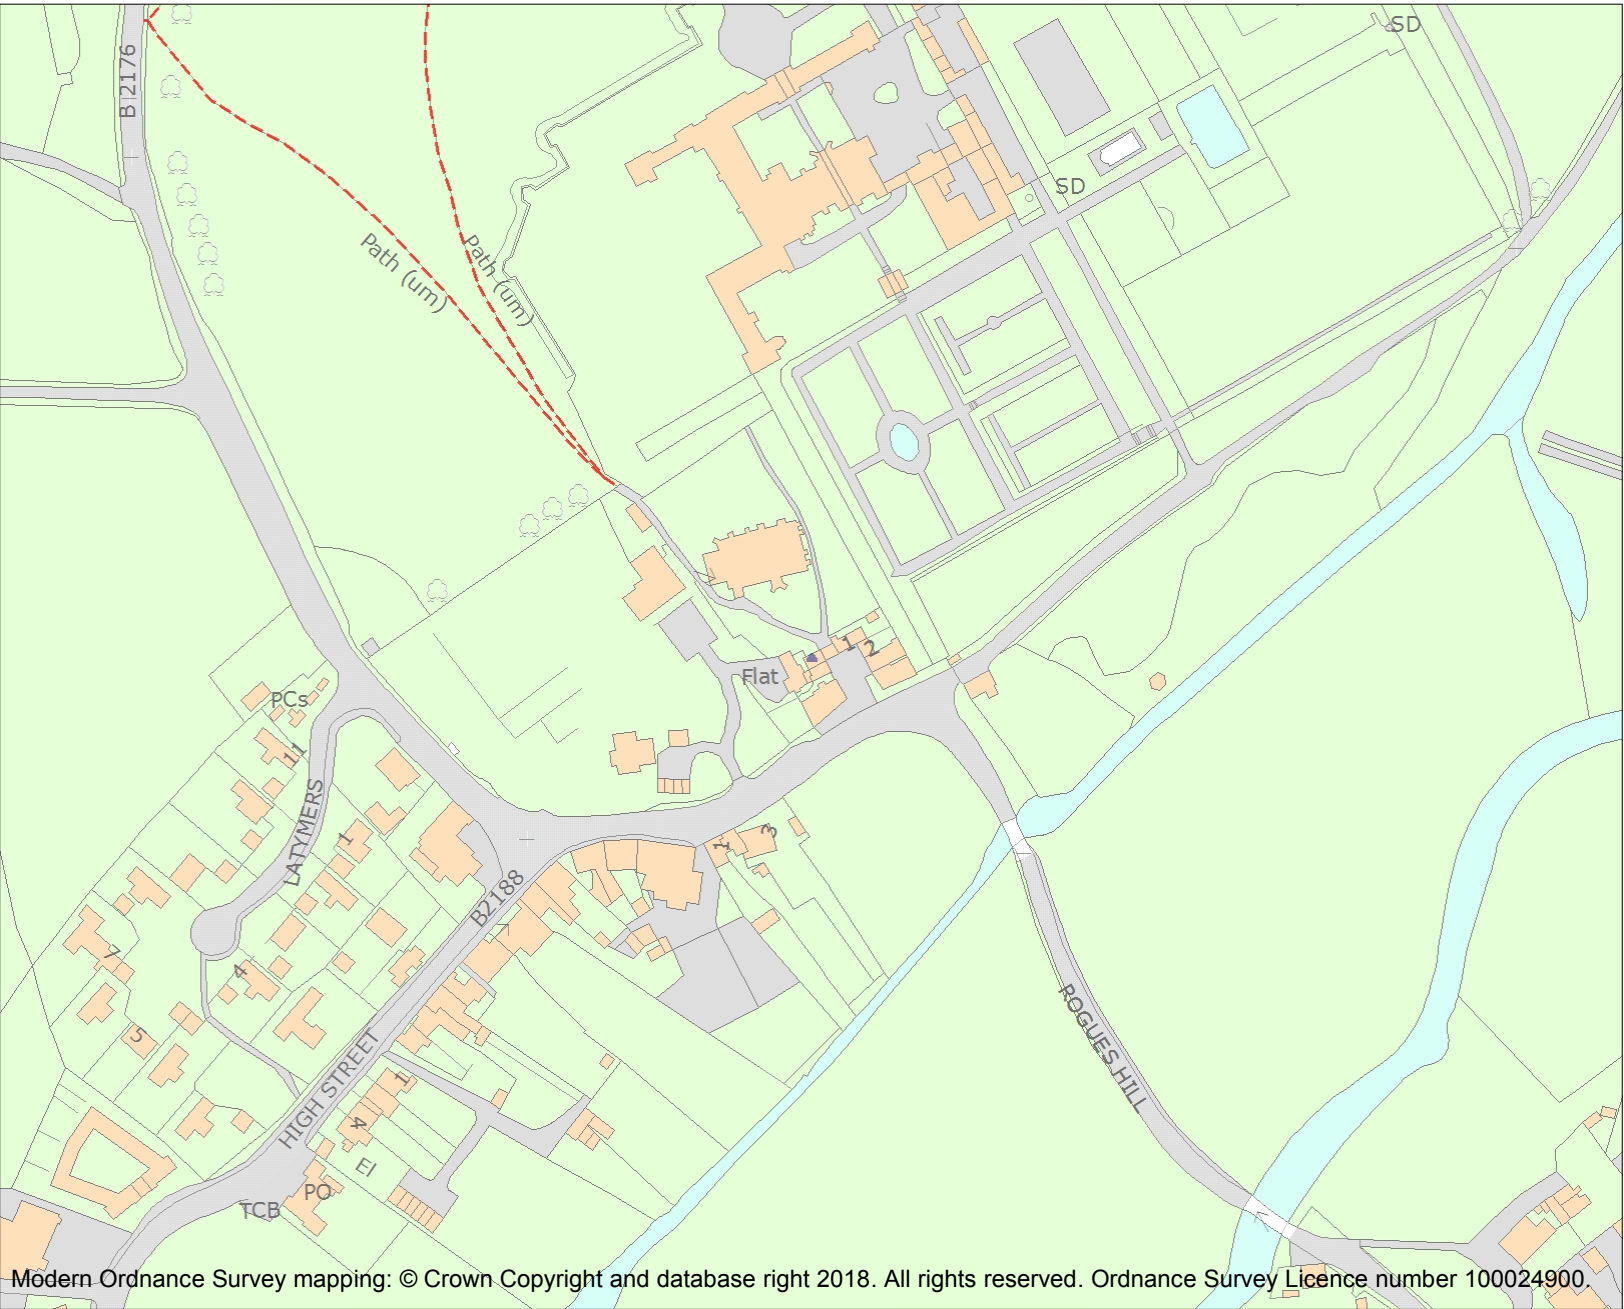 SD
B 2176
SD
Path (um)
Path (um)
1
2
Flat
PCs
11
LATYMERS
1
1
3
B2188
7
4
5
ROGUES HILL
HIGH STREET
1
4
El
PO
TCB
Modern Ordnance Survey mapping: © Crown Copyright and database right 2018. All rights reserved. Ordnance Survey Licence number 100024900.